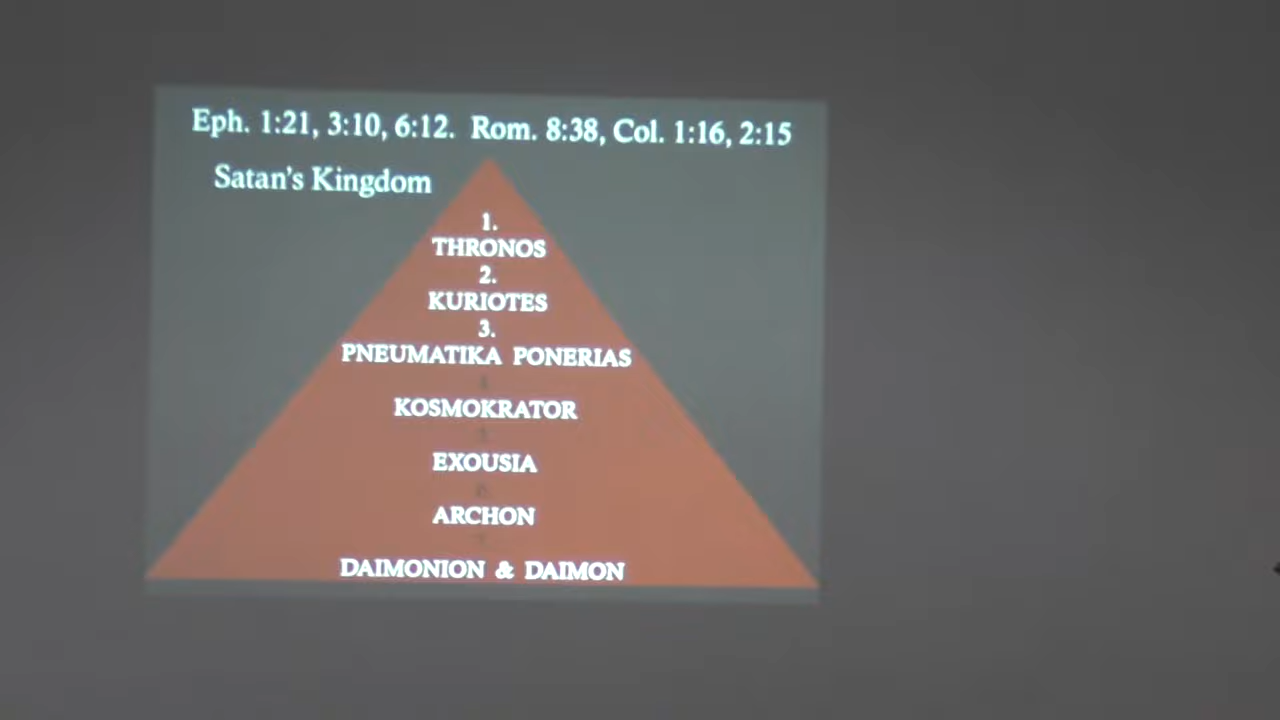 Eph. 1:21, 3:10, 6:12. Rom. 8:38, Col. 1:16, 2:15
Satan's Kingdom
1.
THRONOS
2.
KURIOTES
3.
PNEUMATIKA PONERIAS
KOSMOKRATOR
EXOUSIA
ARCHON
DAIMONION & DAIMON